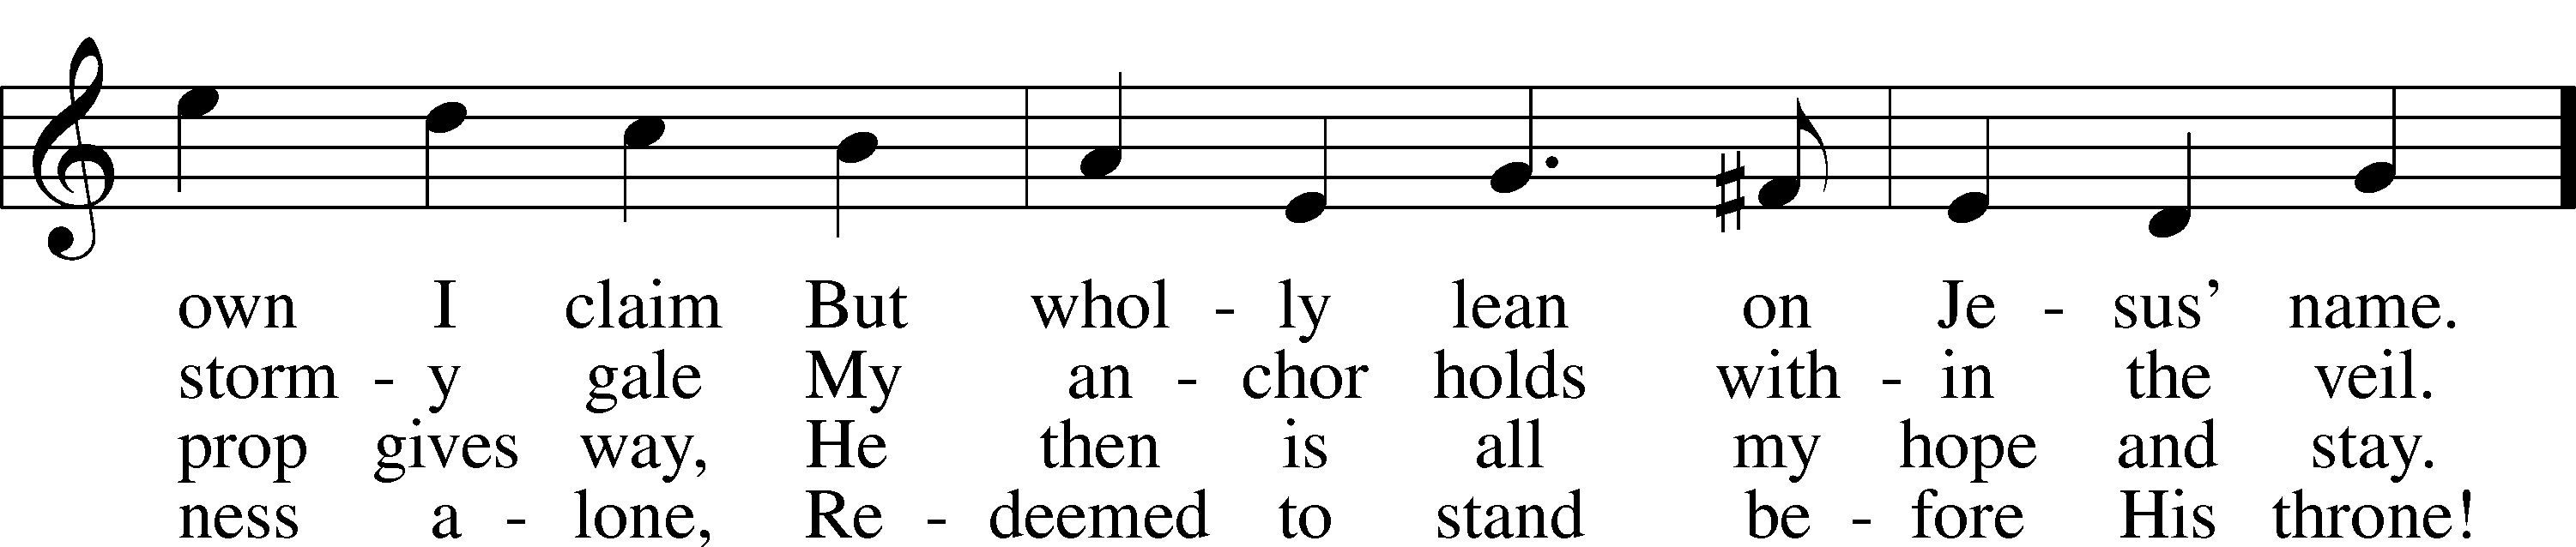 own I claim But whol - ly lean on Je - sus’ name.
storm - y gale My an - chor holds with - in the veil.
prop gives way, He then is all my hope and stay.
ness a - lone, Re - deemed to stand be - fore His throne!